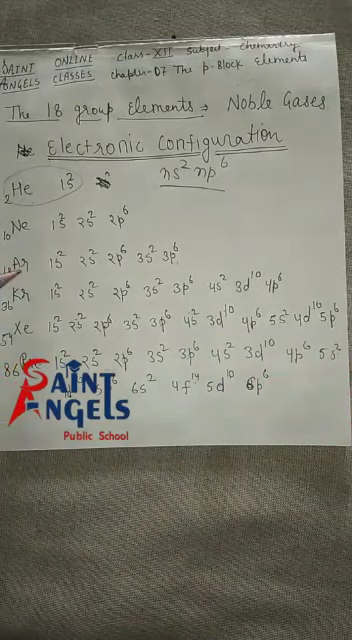 SAINT ONLINE Class-XII Subject - Chemistry
ANGELS CLASSES Chapter-07 The p-Block Elements
The 18 group Elements → Noble Gases
Electronic Configuration
ns² np⁶
₂He 1s²
₁₀Ne 1s² 2s² 2p⁶
Ar 1s² 2s² 2p⁶ 3s² 3p⁶
₃₆Kr 1s² 2s² 2p⁶ 3s² 3p⁶ 4s² 3d¹⁰ 4p⁶
₅₄Xe 1s² 2s² 2p⁶ 3s² 3p⁶ 4s² 3d¹⁰ 4p⁶ 5s² 4d¹⁰ 5p⁶
₈₆ 1s² 2s² 2p⁶ 3s² 3p⁶ 4s² 3d¹⁰ 4p⁶ 5s²
6s² 4f¹⁴ 5d¹⁰ 6p⁶
SAINT
ANGELS
Public School